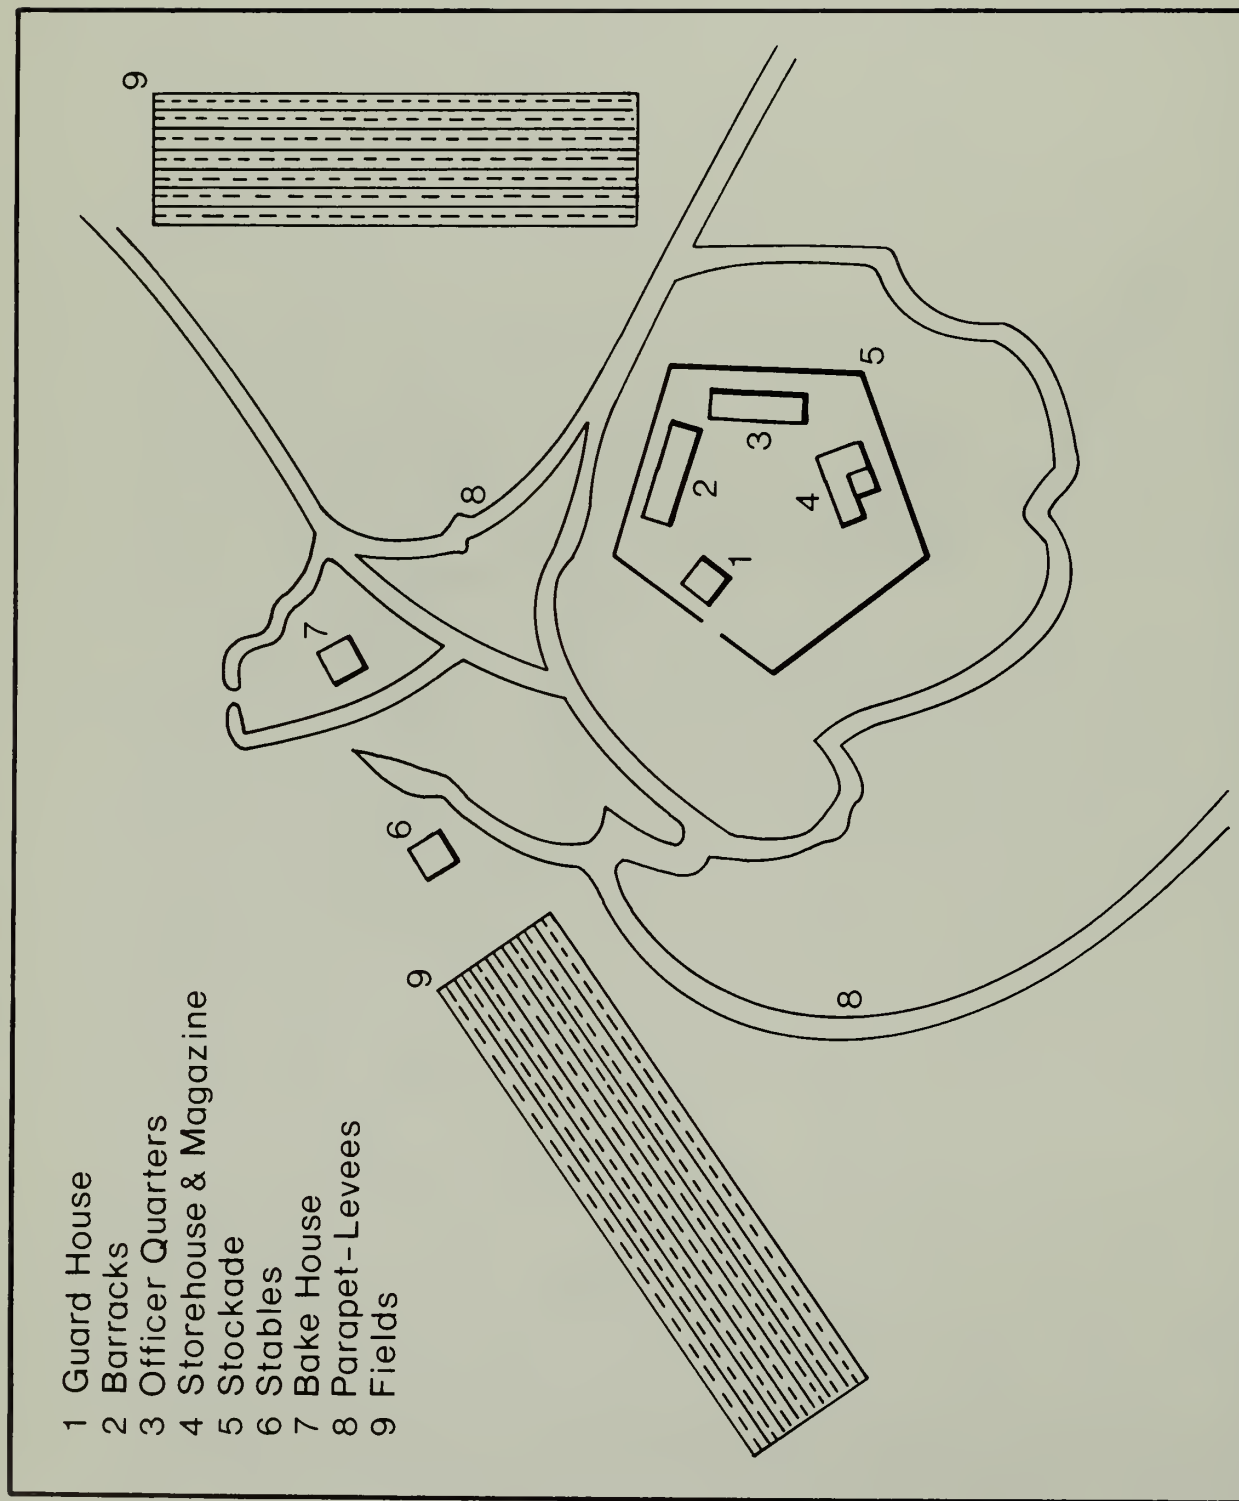 1 Guard House
2 Barracks
3 Officer Quarters
4 Storehouse & Magazine
5 Stockade
6 Stables
7 Bake House
8 Parapet-Levees
9 Fields
9
9
8
8
7
6
5
4
3
2
1